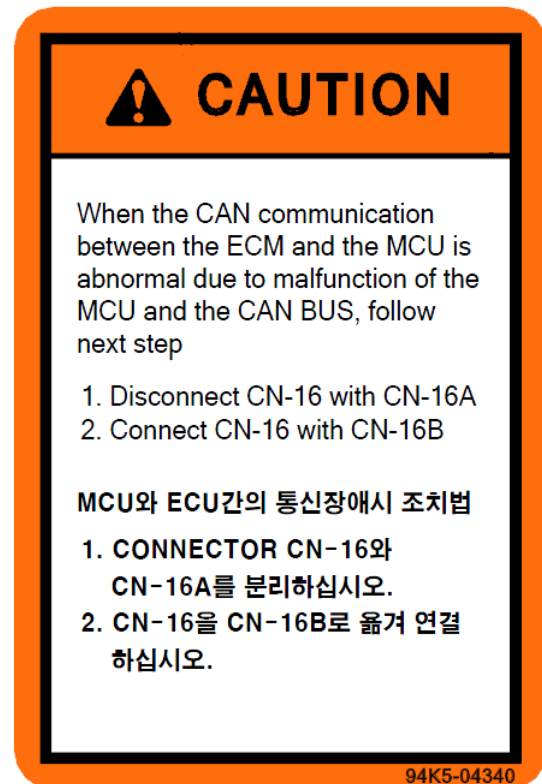 CAUTION
When the CAN communication
between the ECM and the MCU is
abnormal due to malfunction of the
MCU and the CAN BUS, follow
next step
1. Disconnect CN-16 with CN-16A
2. Connect CN-16 with CN-16B
MCU와 ECU간의 통신장애시 조치법
1. CONNECTOR CN-16와
CN-16A를 분리하십시오.
2. CN-16을 CN-16B로 옮겨 연결
하십시오.
94K5-04340